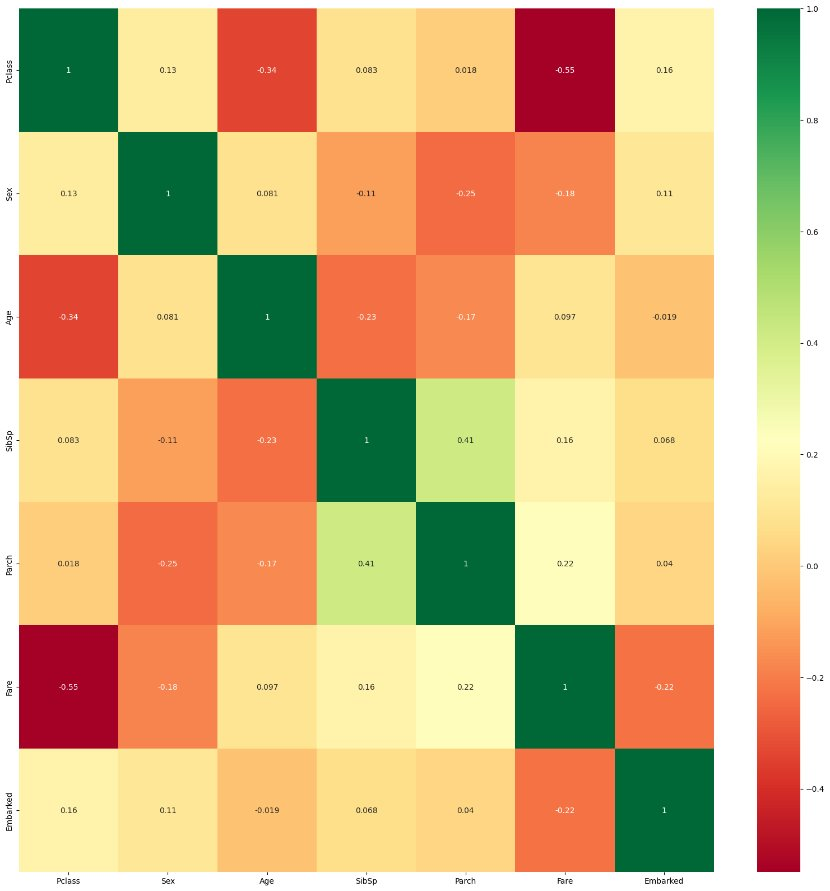 Pclass 1 0.13 -0.34 0.083 0.018 -0.55 0.16
Sex 0.13 1 0.081 -0.11 -0.25 -0.18 0.11
Age -0.34 0.081 1 -0.23 -0.17 0.097 -0.019
SibSp 0.083 -0.11 -0.23 1 0.41 0.16 0.068
Parch 0.018 -0.25 -0.17 0.41 1 0.22 0.04
Fare -0.55 -0.18 0.097 0.16 0.22 1 -0.22
Embarked 0.16 0.11 -0.019 0.068 0.04 -0.22 1
Pclass Sex Age SibSp Parch Fare Embarked
1.0
0.8
0.6
0.4
0.2
0.0
−0.2
−0.4